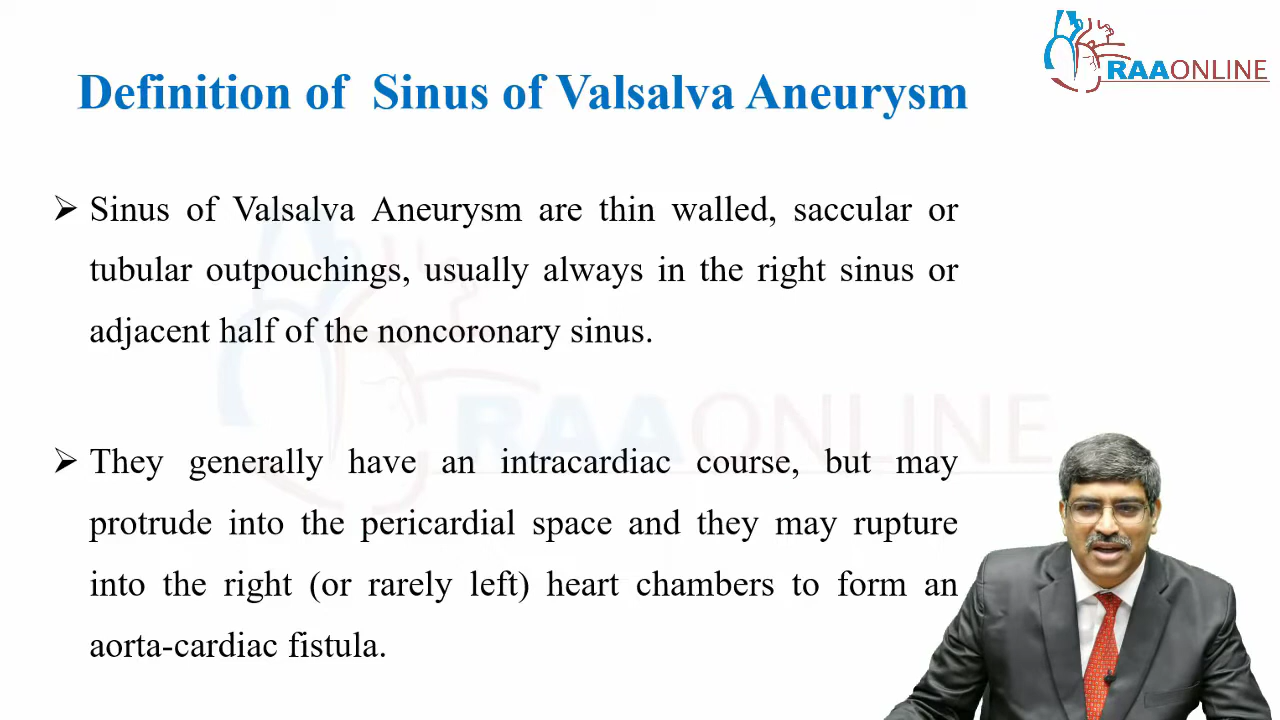 RAAONLINE
Definition of Sinus of Valsalva Aneurysm
➢ Sinus of Valsalva Aneurysm are thin walled, saccular or
tubular outpouchings, usually always in the right sinus or
adjacent half of the noncoronary sinus.
RAAONLINE
➢ They generally have an intracardiac course, but may
protrude into the pericardial space and they may rupture
into the right (or rarely left) heart chambers to form an
aorta-cardiac fistula.